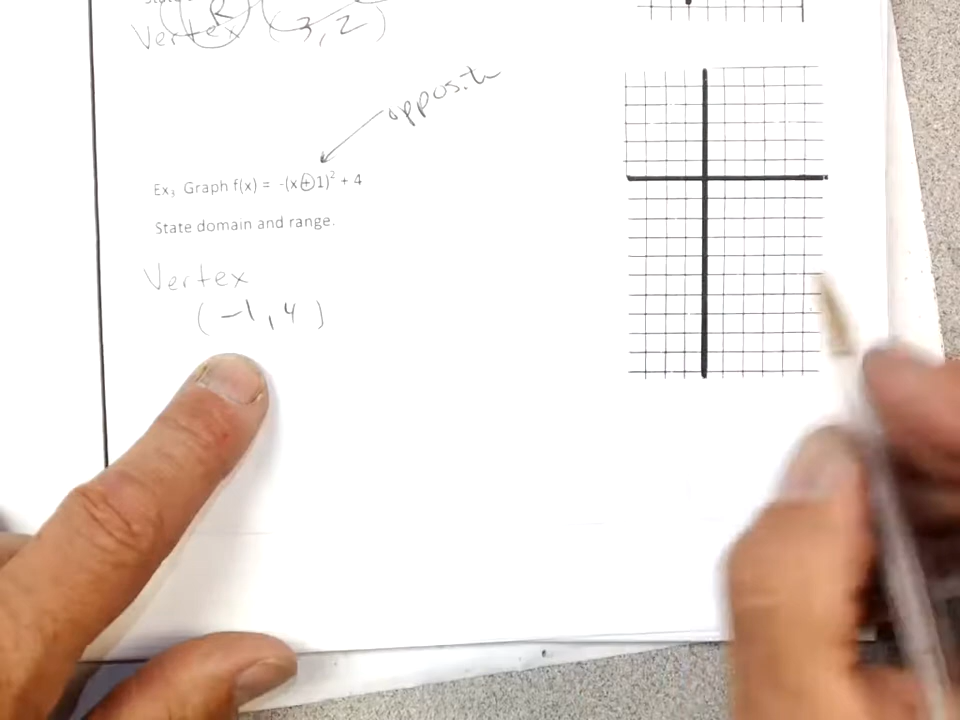 Vertex (3,2)
opposite
Ex3 Graph f(x) = -(x+1)² + 4
State domain and range.
Vertex
(-1,4)